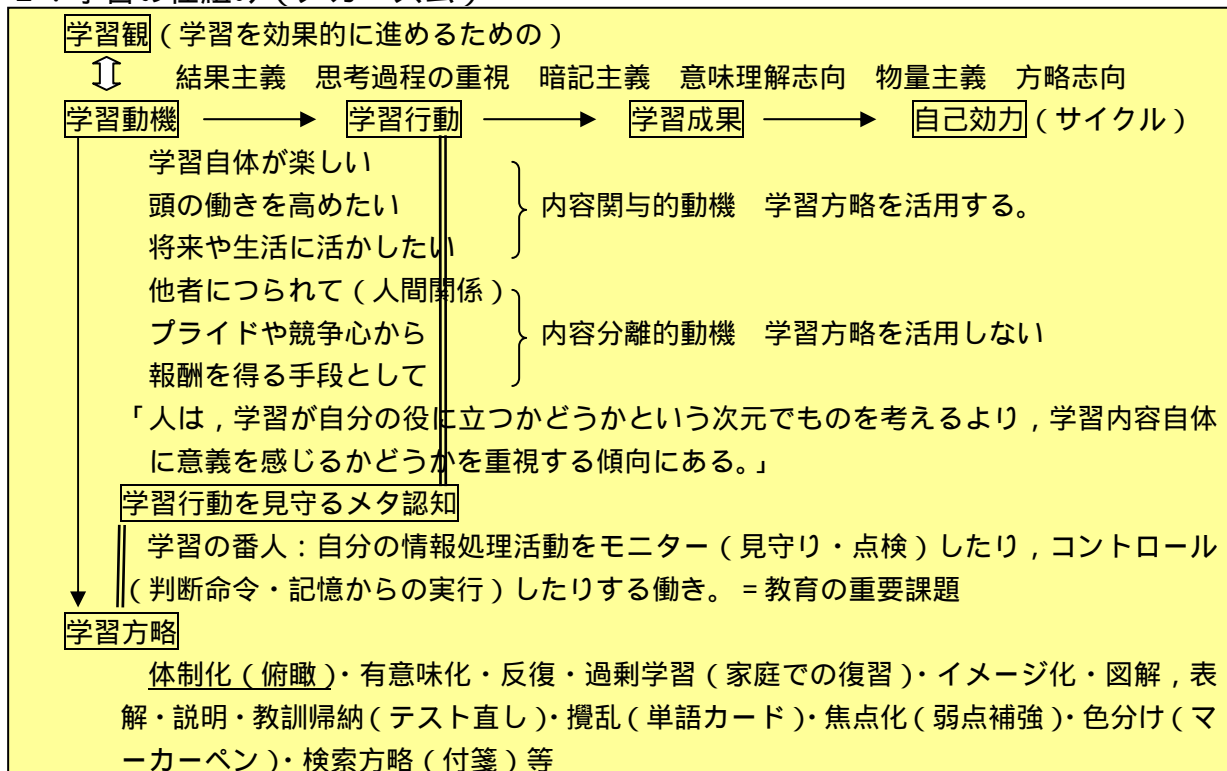 学習観(学習を効果的に進めるための)
結果主義 思考過程の重視 暗記主義 意味理解志向 物量主義 方略志向
学習動機 学習行動 学習成果 自己効力(サイクル)
学習自体が楽しい
頭の働きを高めたい 内容関与的動機 学習方略を活用する。
将来や生活に活かしたい
他者につられて(人間関係)
プライドや競争心から 内容分離的動機 学習方略を活用しない
報酬を得る手段として
「人は,学習が自分の役に立つかどうかという次元でものを考えるより,学習内容自体
に意義を感じるかどうかを重視する傾向にある。」
学習行動を見守るメタ認知
学習の番人:自分の情報処理活動をモニター(見守り・点検)したり,コントロール
(判断命令・記憶からの実行)したりする働き。=教育の重要課題
学習方略
体制化(俯瞰)・有意味化・反復・過剰学習(家庭での復習)・イメージ化・図解,表
解・説明・教訓帰納(テスト直し)・攪乱(単語カード)・焦点化(弱点補強)・色分け(マ
ーカーペン)・検索方略(付箋)等